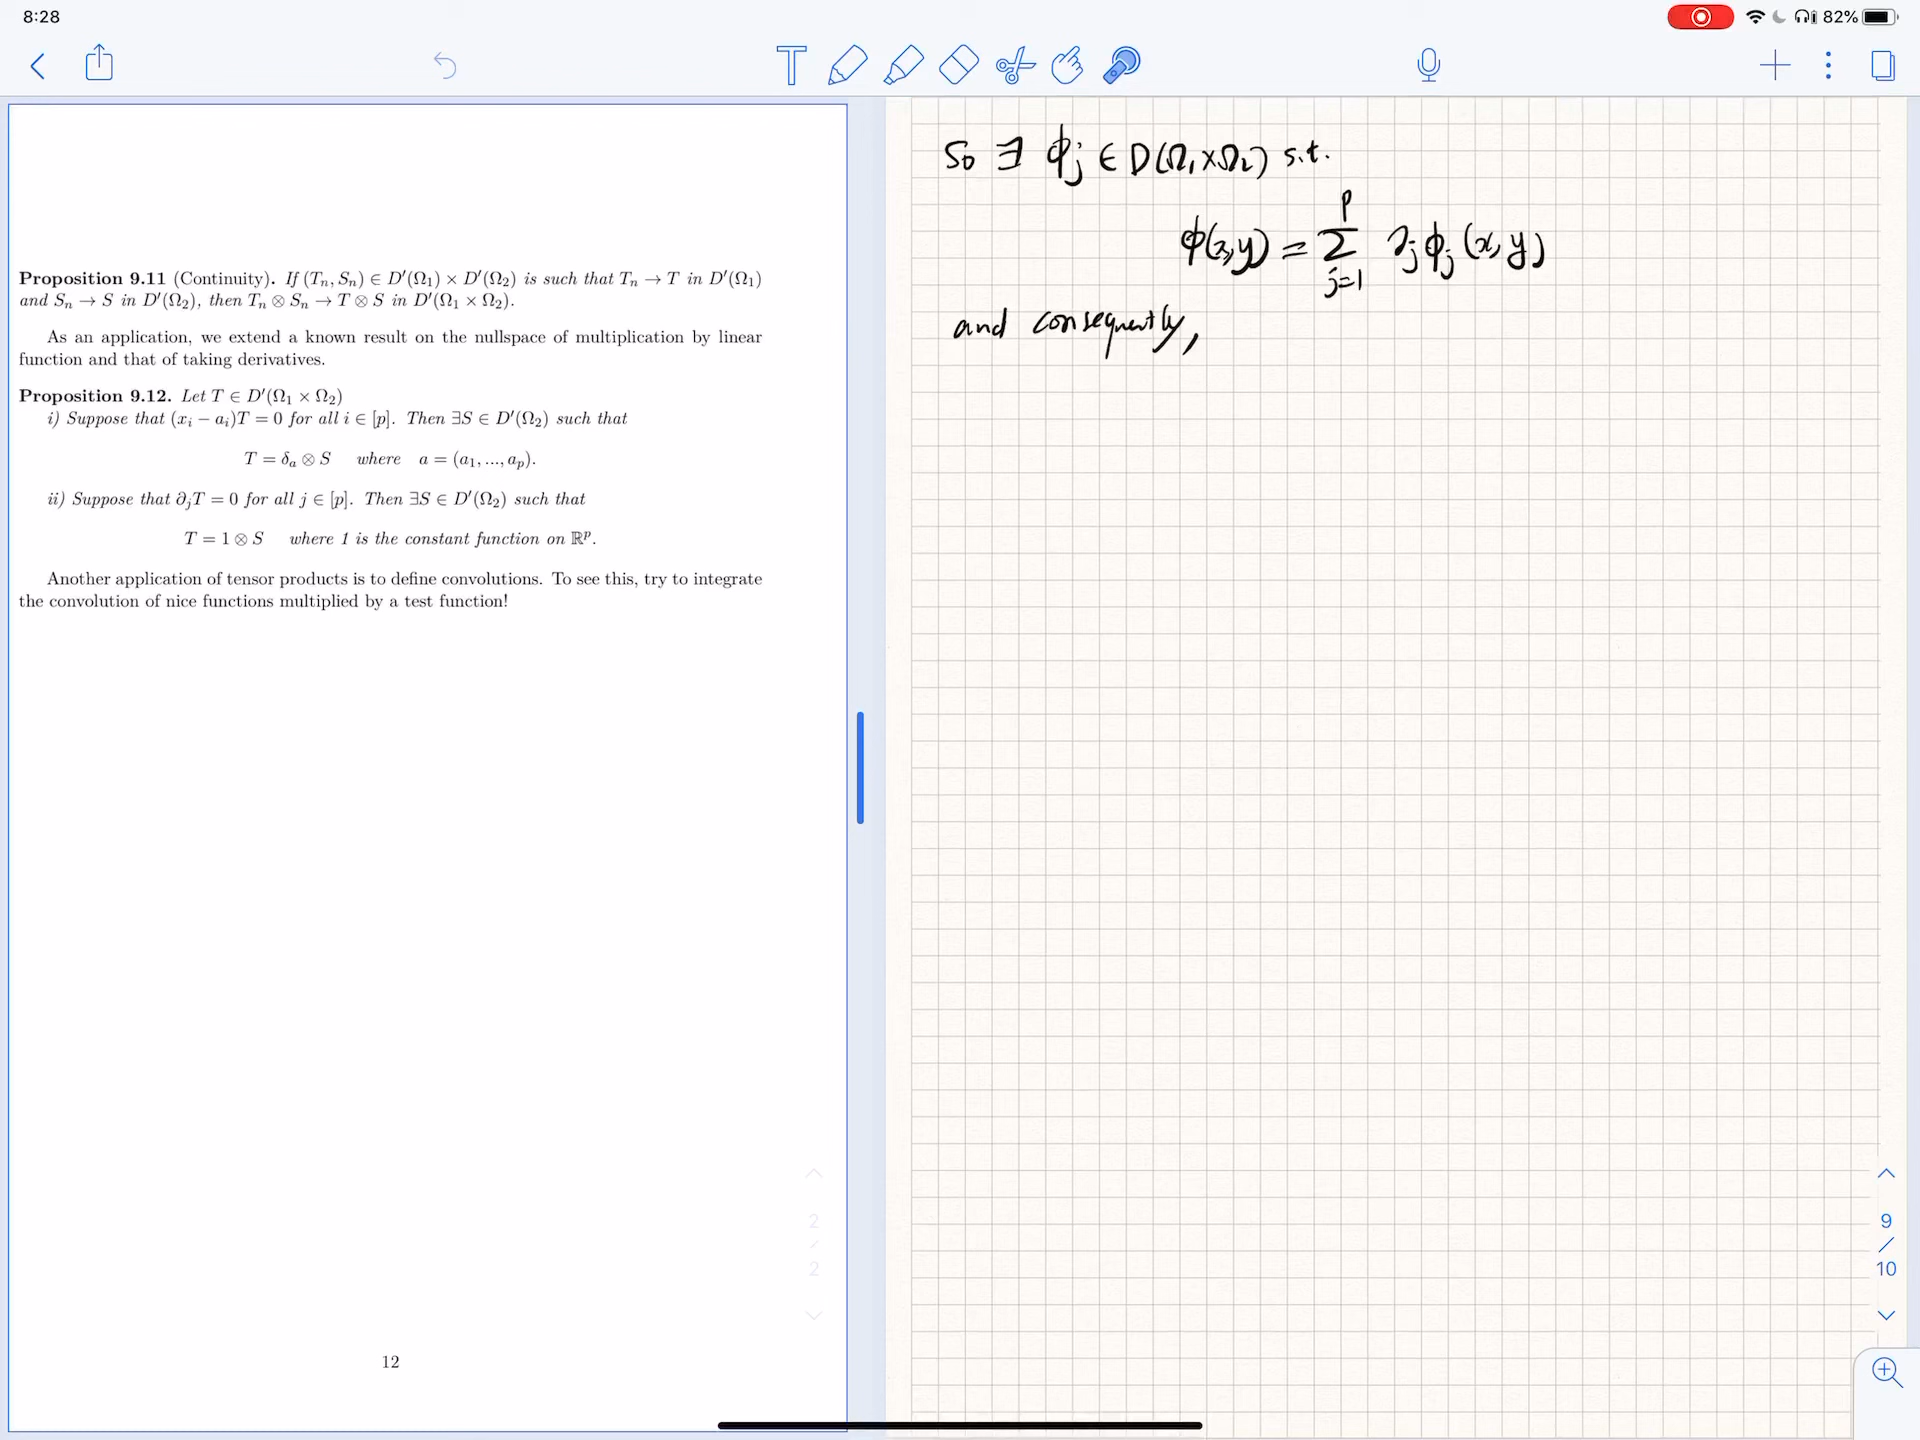 8:28
82%
Proposition 9.11 (Continuity). If (Tₙ, Sₙ) ∈ D′(Ω₁) × D′(Ω₂) is such that Tₙ → T in D′(Ω₁)
and Sₙ → S in D′(Ω₂), then Tₙ ⊗ Sₙ → T ⊗ S in D′(Ω₁ × Ω₂).
As an application, we extend a known result on the nullspace of multiplication by linear
function and that of taking derivatives.
Proposition 9.12. Let T ∈ D′(Ω₁ × Ω₂)
i) Suppose that (xᵢ − aᵢ)T = 0 for all i ∈ [p]. Then ∃S ∈ D′(Ω₂) such that
T = δₐ ⊗ S where a = (a₁, ..., aₚ).
ii) Suppose that ∂ⱼT = 0 for all j ∈ [p]. Then ∃S ∈ D′(Ω₂) such that
T = 1 ⊗ S where 1 is the constant function on ℝᵖ.
Another application of tensor products is to define convolutions. To see this, try to integrate
the convolution of nice functions multiplied by a test function!
2
/
2
12
So ∃ ϕⱼ ∈ D(Ω₁×Ω₂) s.t.
ϕ(x,y) = ∑ⱼ₌₁ᵖ ∂ⱼϕⱼ(x,y)
and consequently,
9
/
10